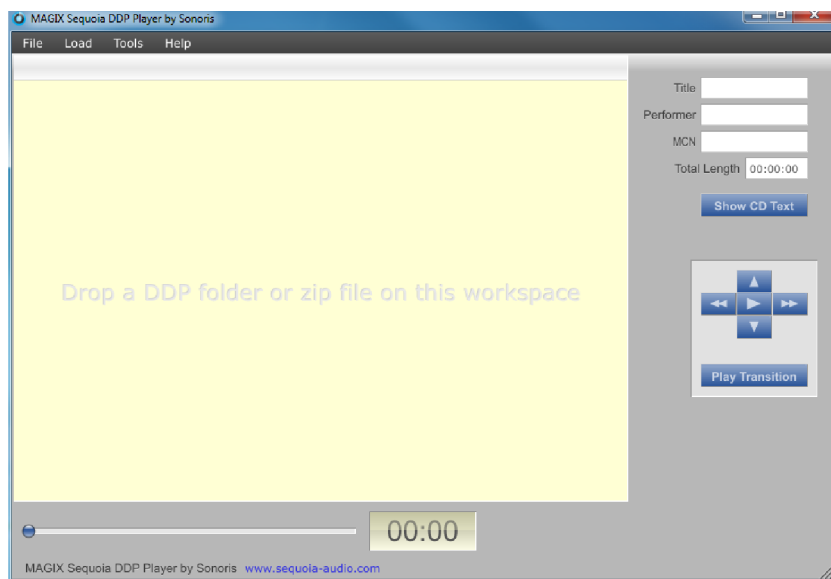 MAGIX Sequoia DDP Player by Sonoris
File Load Tools Help
Title
Performer
MCN
Total Length 00:00:00
Show CD Text
Drop a DDP folder or zip file on this workspace
Play Transition
00:00
MAGIX Sequoia DDP Player by Sonoris www.sequoia-audio.com